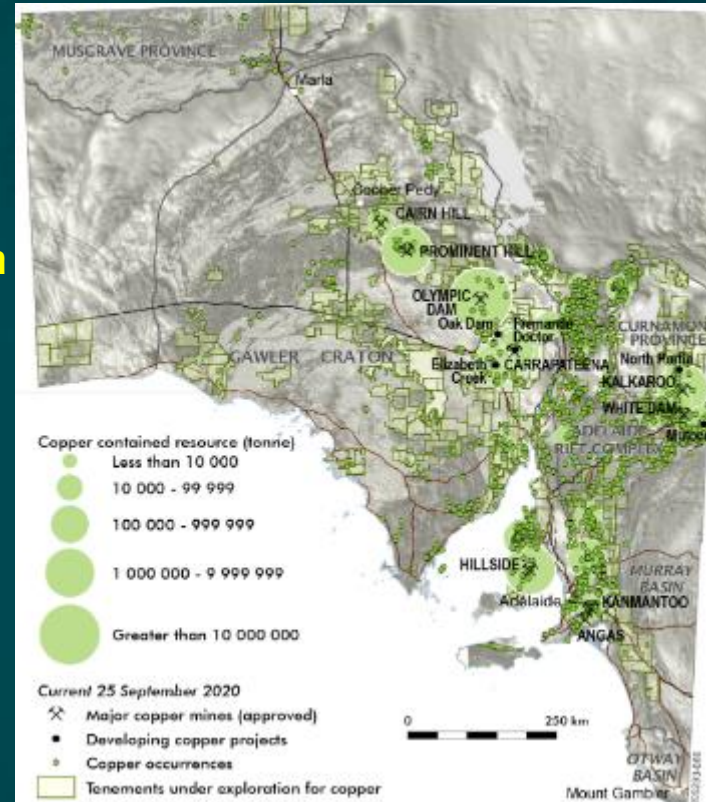 n
MUSGRAVE PROVINCE
Marla
Coober Pedy
CAIRN HILL
PROMINENT HILL
OLYMPIC
DAM
Oak Dam
Fremantle
Doctor
CURNAMONA
PROVINCE
GAWLER CRATON
Elizabeth
Creek
CARRAPATEENA
North Portia
KALKAROO
WHITE DAM
ADELAIDE
RIFT COMPLEX
Copper contained resource (tonne)
Less than 10 000
10 000 - 99 999
100 000 - 999 999
1 000 000 - 9 999 999
Greater than 10 000 000
HILLSIDE
Adelaide
MURRAY
BASIN
KANMANTOO
ANGAS
Current 25 September 2020
Major copper mines (approved)
Developing copper projects
Copper occurrences
Tenements under exploration for copper
0 250 km
OTWAY
BASIN
Mount Gambier